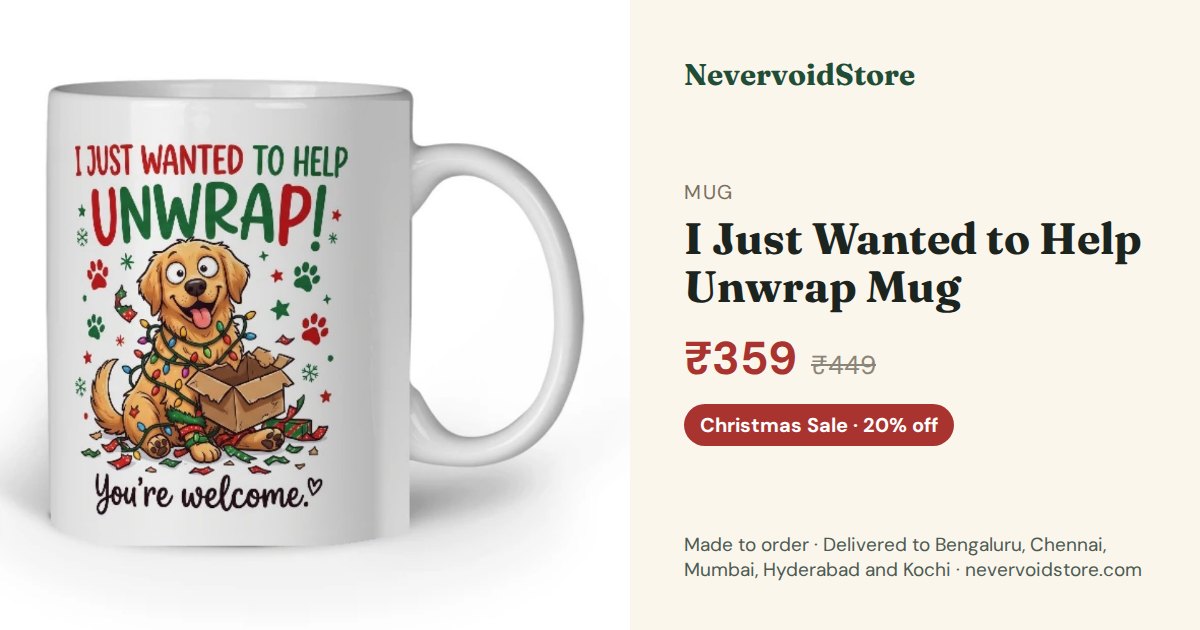 I JUST WANTED TO HELP
UNWRAP!
You're welcome.
NevervoidStore
MUG
I Just Wanted to Help
Unwrap Mug
₹359 ₹449
Christmas Sale · 20% off
Made to order · Delivered to Bengaluru, Chennai,
Mumbai, Hyderabad and Kochi · nevervoidstore.com